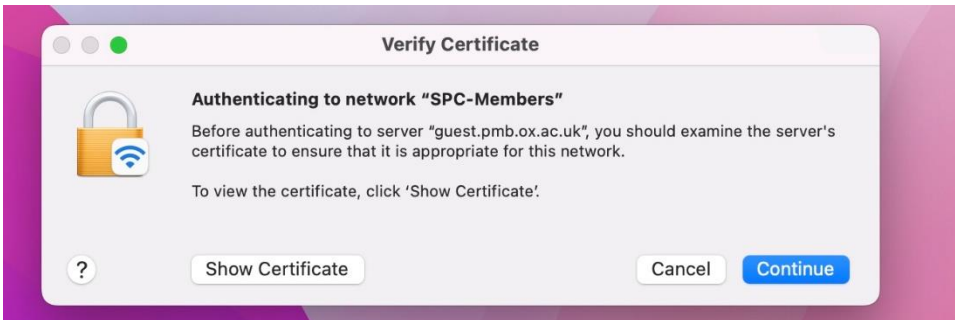 Verify Certificate
Authenticating to network “SPC-Members”
Before authenticating to server “guest.pmb.ox.ac.uk”, you should examine the server's
certificate to ensure that it is appropriate for this network.
To view the certificate, click ‘Show Certificate’.
? Show Certificate Cancel Continue